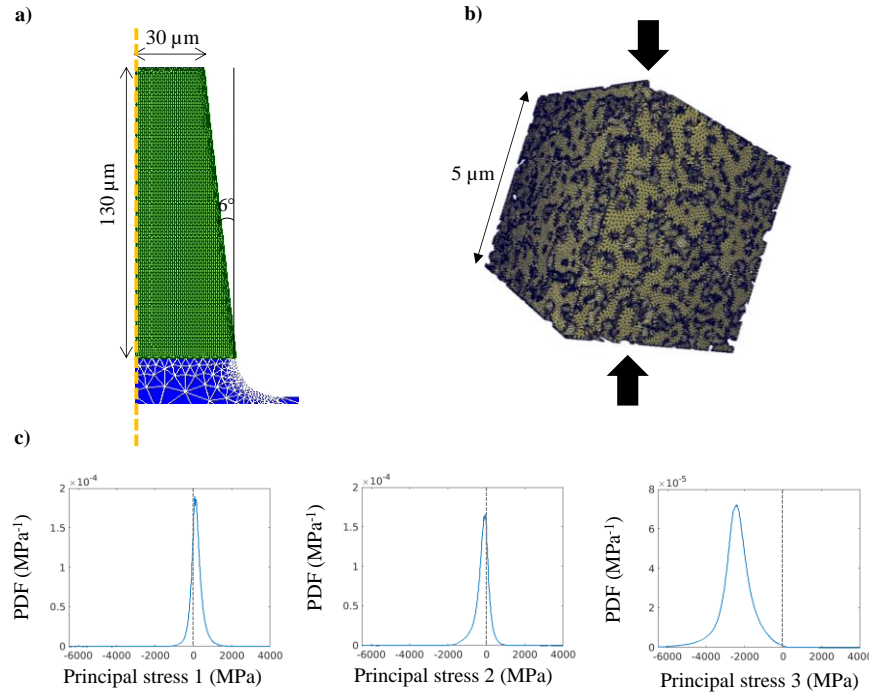 a)
30 µm
130 µm
6°
b)
5 µm
c)
×10⁻⁴
2
1.5
1
0.5
0
-6000 -4000 -2000 0 2000 4000
PDF (MPa⁻¹)
Principal stress 1 (MPa)
×10⁻⁴
2
1.5
1
0.5
0
-6000 -4000 -2000 0 2000 4000
PDF (MPa⁻¹)
Principal stress 2 (MPa)
×10⁻⁵
8
6
4
2
0
-6000 -4000 -2000 0 2000 4000
PDF (MPa⁻¹)
Principal stress 3 (MPa)